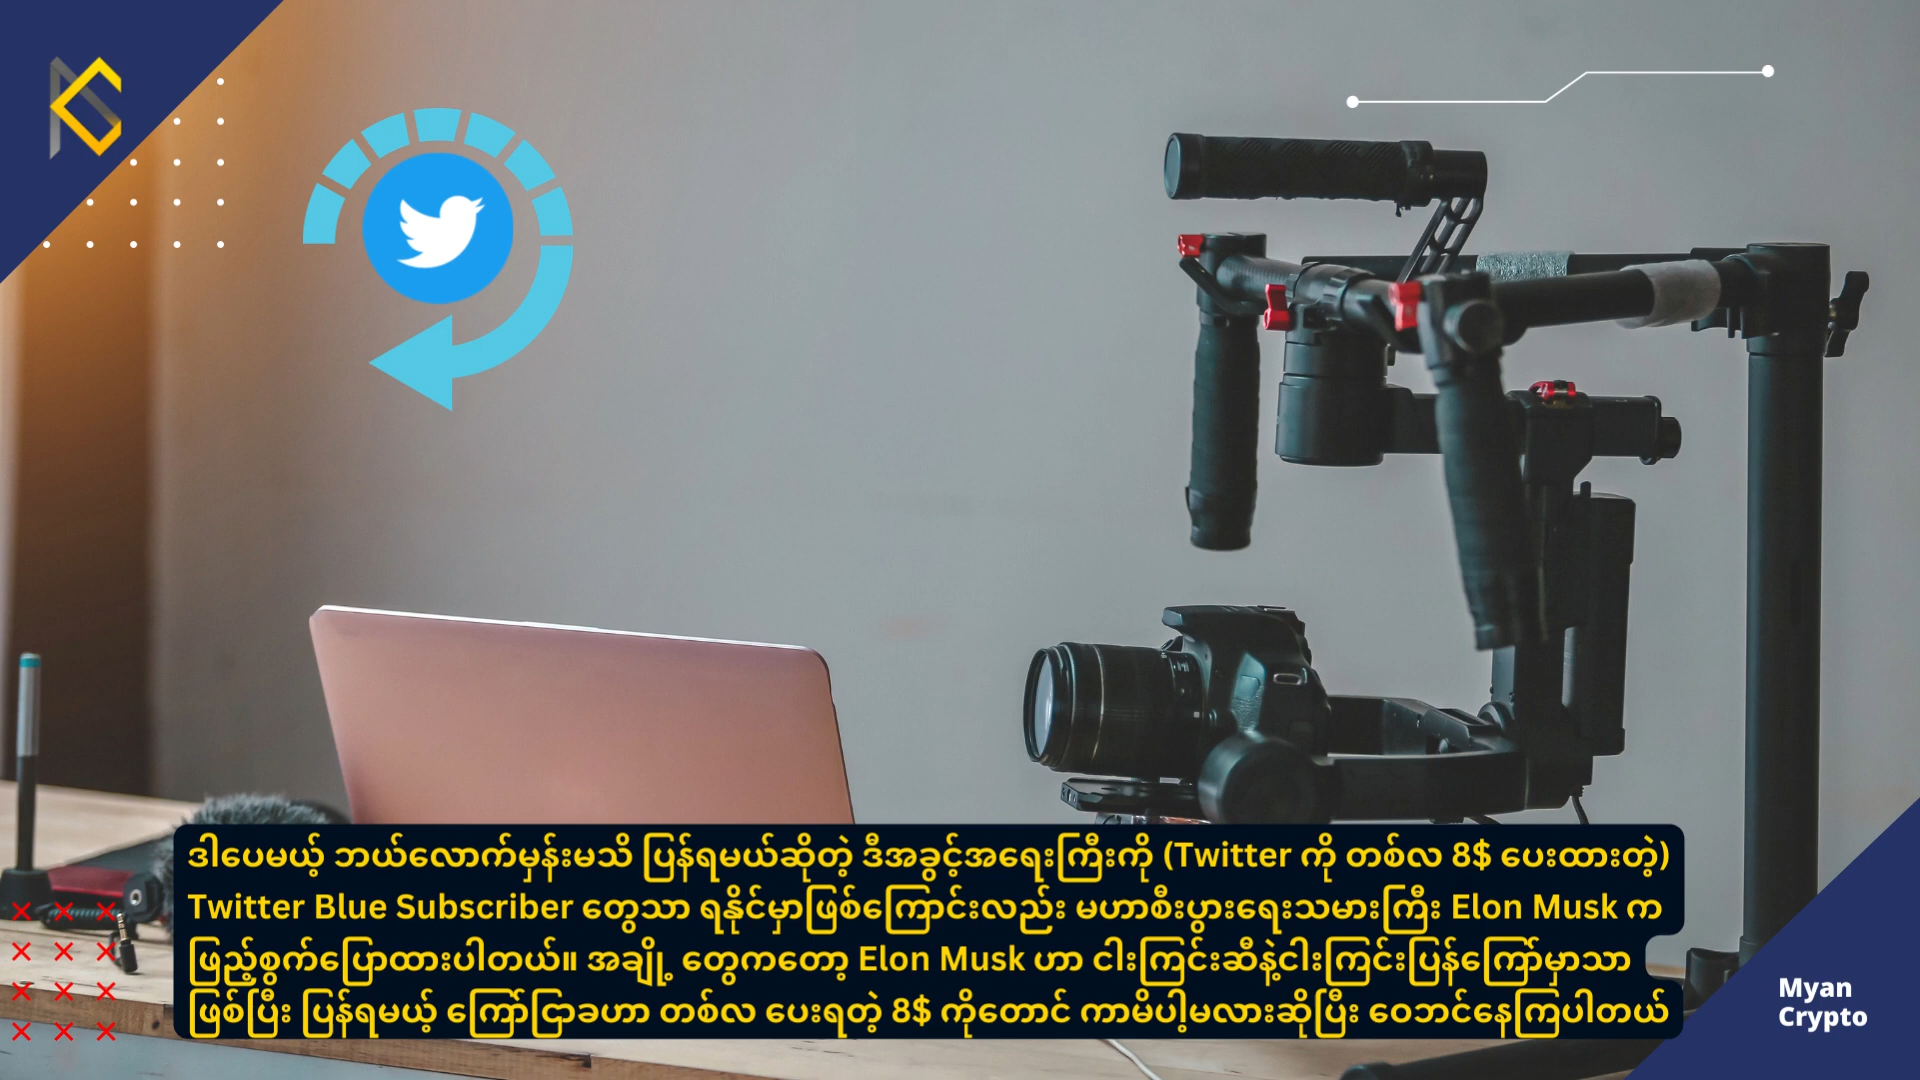 ဒါပေမယ့် ဘယ်လောက်မှန်းမသိ ပြန်ရမယ်ဆိုတဲ့ ဒီအခွင့်အရေးကြီးကို (Twitter ကို တစ်လ 8$ ပေးထားတဲ့)
Twitter Blue Subscriber တွေသာ ရနိုင်မှာဖြစ်ကြောင်းလည်း မဟာစီးပွားရေးသမားကြီး Elon Musk က
ဖြည့်စွက်ပြောထားပါတယ်။ အချို့ တွေကတော့ Elon Musk ဟာ ငါးကြင်းဆီနဲ့ငါးကြင်းပြန်ကြော်မှာသာ
ဖြစ်ပြီး ပြန်ရမယ့် ကြော်ငြာခဟာ တစ်လ ပေးရတဲ့ 8$ ကိုတောင် ကာမိပါ့မလားဆိုပြီး ဝေဘင်နေကြပါတယ်
Myan
Crypto